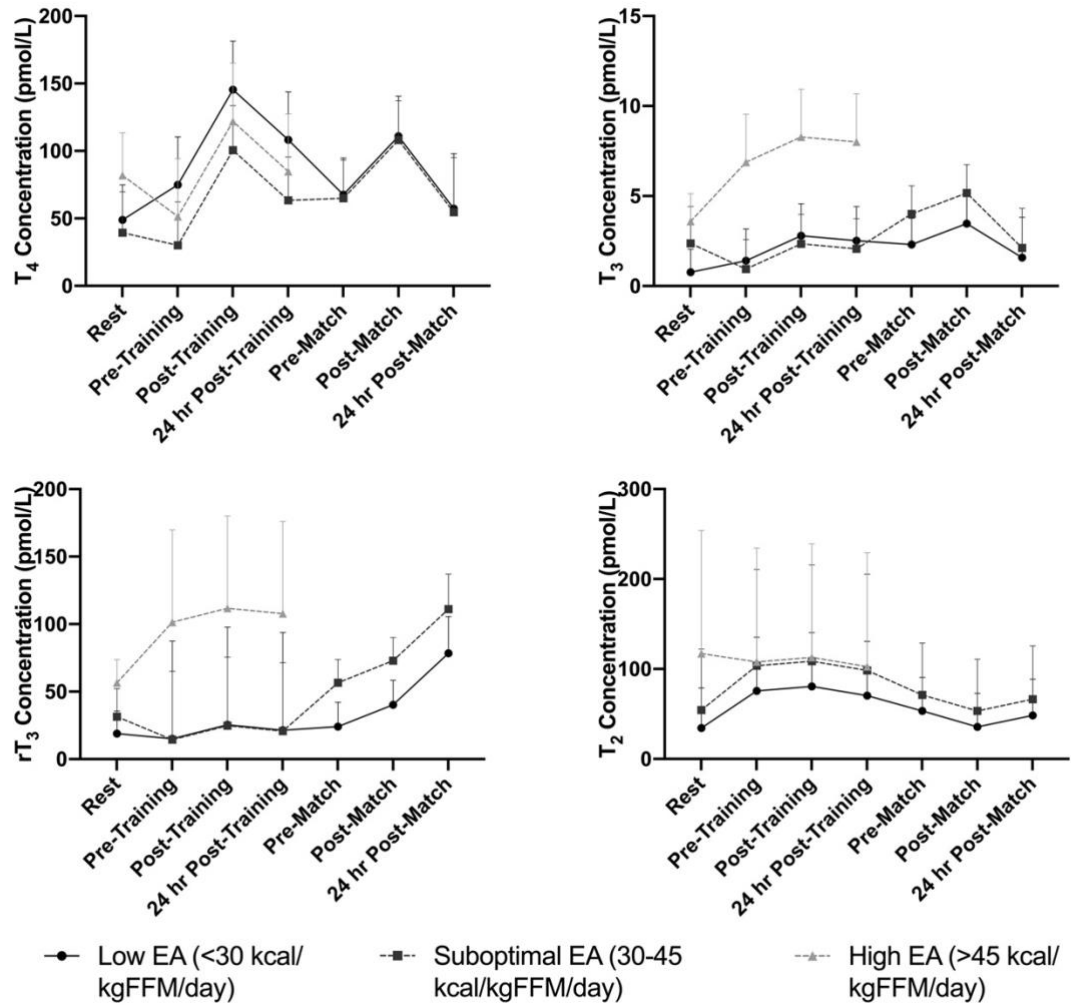 T4 Concentration (pmol/L)
200
150
100
50
0
Rest
Pre-Training
Post-Training
24 hr Post-Training
Pre-Match
Post-Match
24 hr Post-Match
T3 Concentration (pmol/L)
15
10
5
0
Rest
Pre-Training
Post-Training
24 hr Post-Training
Pre-Match
Post-Match
24 hr Post-Match
rT3 Concentration (pmol/L)
200
150
100
50
0
Rest
Pre-Training
Post-Training
24 hr Post-Training
Pre-Match
Post-Match
24 hr Post-Match
T2 Concentration (pmol/L)
300
200
100
0
Rest
Pre-Training
Post-Training
24 hr Post-Training
Pre-Match
Post-Match
24 hr Post-Match
Low EA (<30 kcal/
kgFFM/day)
Suboptimal EA (30-45
kcal/kgFFM/day)
High EA (>45 kcal/
kgFFM/day)